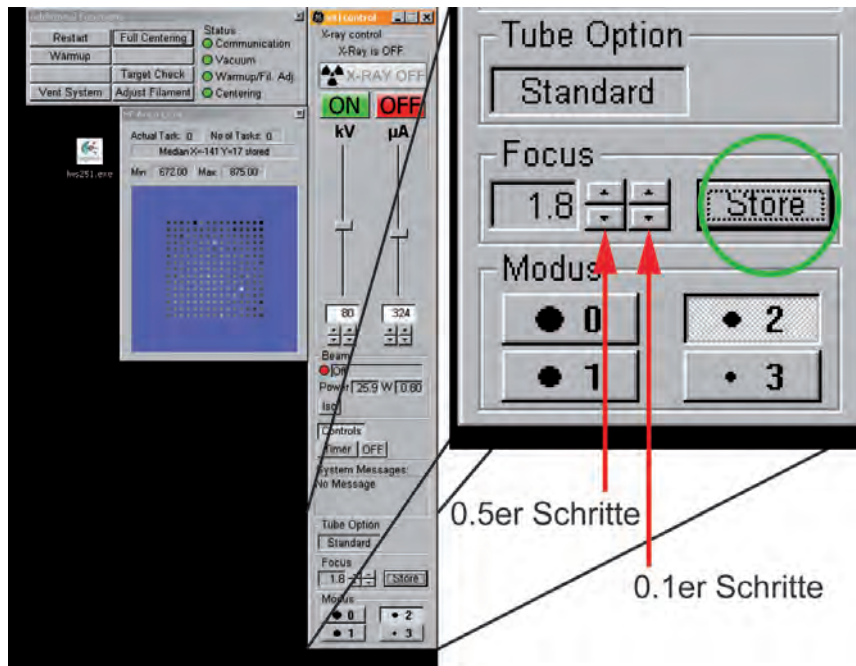 Restart
Full Centering
Status
Communication
Warmup
Vacuum
Target Check
Warmup/Fil. Adj.
Vent System
Adjust Filament
Centering
Actual Task: 0 No of Tasks: 0
Median X=-141 Y=17 stored
Min 672.00 Max 875.00
X-ray control
X-Ray is OFF
X-RAY OFF
ON OFF
kV µA
80 324
Beam
Power 25.9 W 0.80
Iso
Controls
Timer OFF
System Messages:
No Message
Tube Option
Standard
Focus
1.8 Store
Modus
0 2
1 3
Tube Option
Standard
Focus
1.8 Store
Modus
0 2
1 3
0.5er Schritte
0.1er Schritte